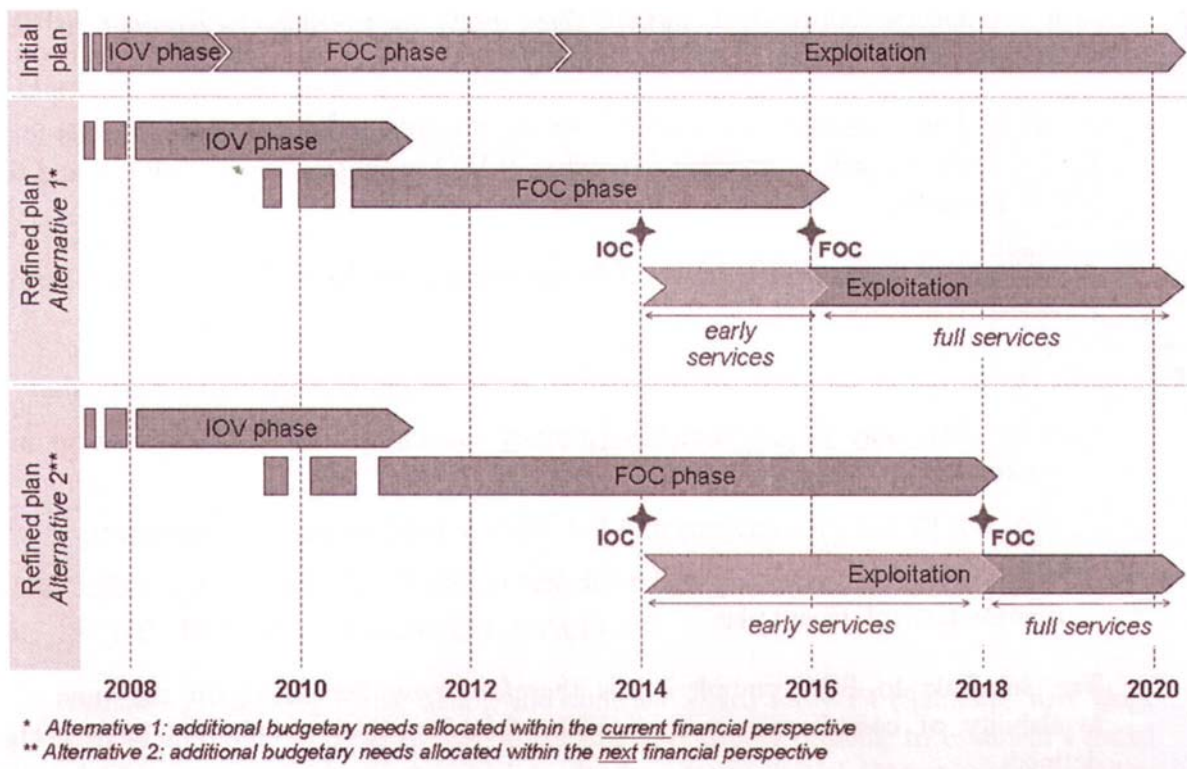 Initial
plan
IOV phase
FOC phase
Exploitation
Refined plan
Alternative 1*
IOV phase
FOC phase
IOC
FOC
Exploitation
early
services
full services
Refined plan
Alternative 2**
IOV phase
FOC phase
IOC
FOC
Exploitation
early services
full services
2008 2010 2012 2014 2016 2018 2020
* Alternative 1: additional budgetary needs allocated within the current financial perspective
** Alternative 2: additional budgetary needs allocated within the next financial perspective